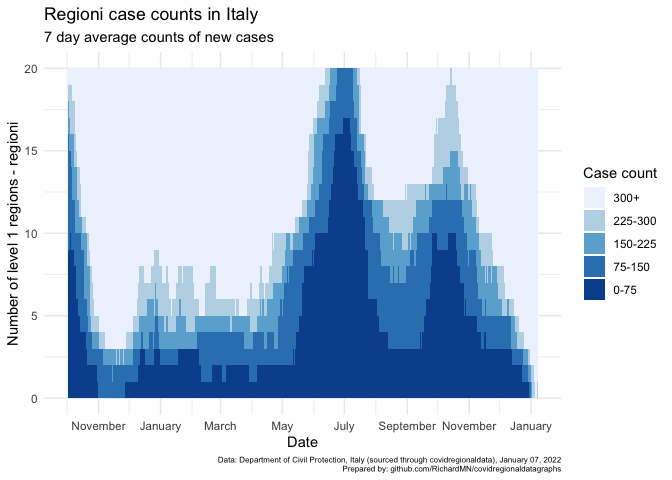 Regioni case counts in Italy
7 day average counts of new cases
Number of level 1 regions - regioni
20
15
10
5
0
November January March May July September November January
Date
Case count
300+
225-300
150-225
75-150
0-75
Data: Department of Civil Protection, Italy (sourced through covidregionaldata), January 07, 2022
Prepared by: github.com/RichardMN/covidregionaldatagraphs